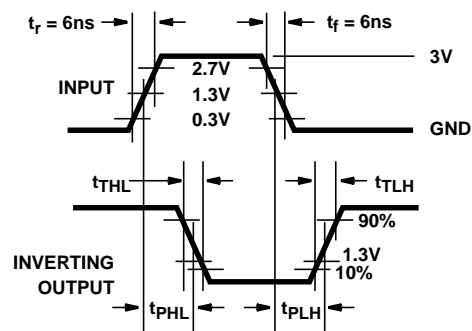 tr = 6ns
tf = 6ns
3V
2.7V
INPUT
1.3V
0.3V
GND
tTHL
tTLH
90%
1.3V
INVERTING
OUTPUT
10%
tPHL
tPLH